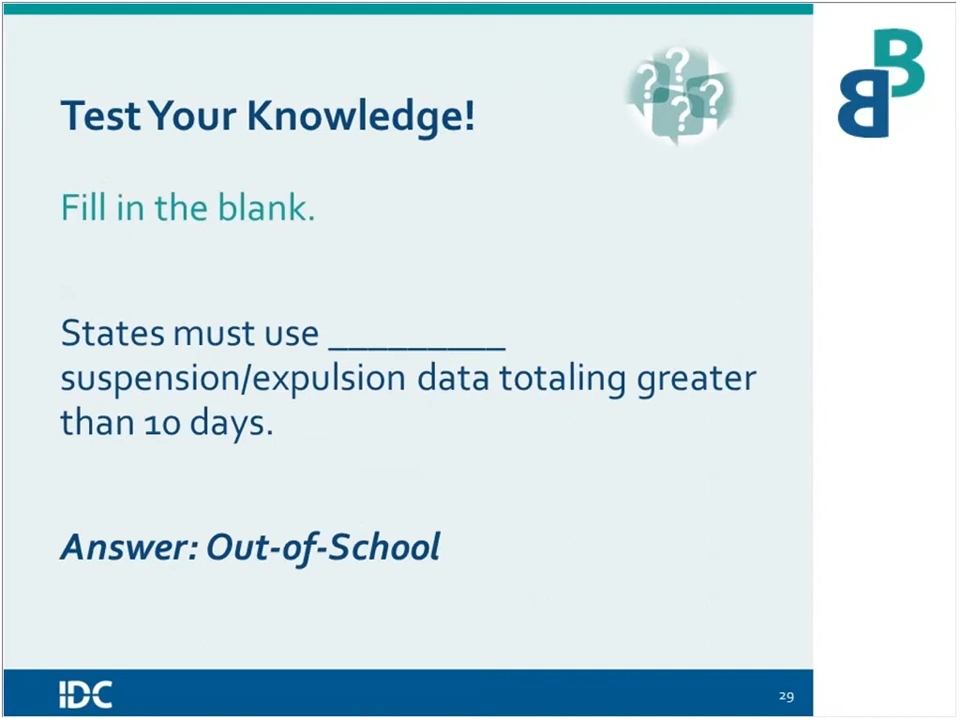 Test Your Knowledge!
Fill in the blank.
States must use _________
suspension/expulsion data totaling greater
than 10 days.
Answer: Out-of-School
IDC
29
B
B